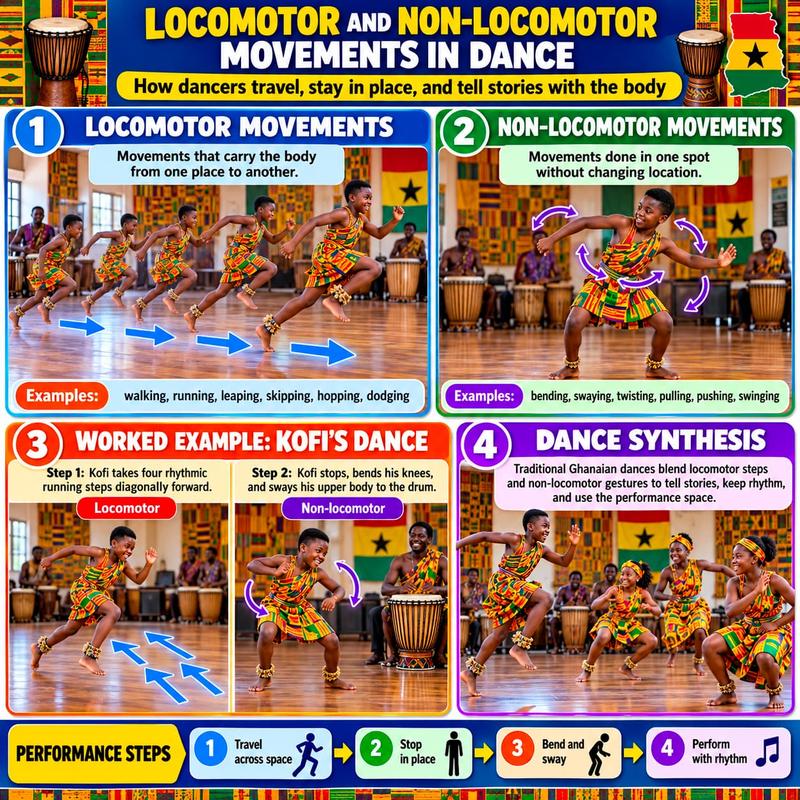 LOCOMOTOR AND NON-LOCOMOTOR
MOVEMENTS IN DANCE
How dancers travel, stay in place, and tell stories with the body
1 LOCOMOTOR MOVEMENTS
Movements that carry the body
from one place to another.
Examples: walking, running, leaping, skipping, hopping, dodging
2 NON-LOCOMOTOR MOVEMENTS
Movements done in one spot
without changing location.
Examples: bending, swaying, twisting, pulling, pushing, swinging
3 WORKED EXAMPLE: KOFI'S DANCE
Step 1: Kofi takes four rhythmic
running steps diagonally forward.
Locomotor
Step 2: Kofi stops, bends his knees,
and sways his upper body to the drum.
Non-locomotor
4 DANCE SYNTHESIS
Traditional Ghanaian dances blend locomotor steps
and non-locomotor gestures to tell stories, keep rhythm,
and use the performance space.
PERFORMANCE STEPS
1 Travel
across space
2 Stop
in place
3 Bend and
sway
4 Perform
with rhythm